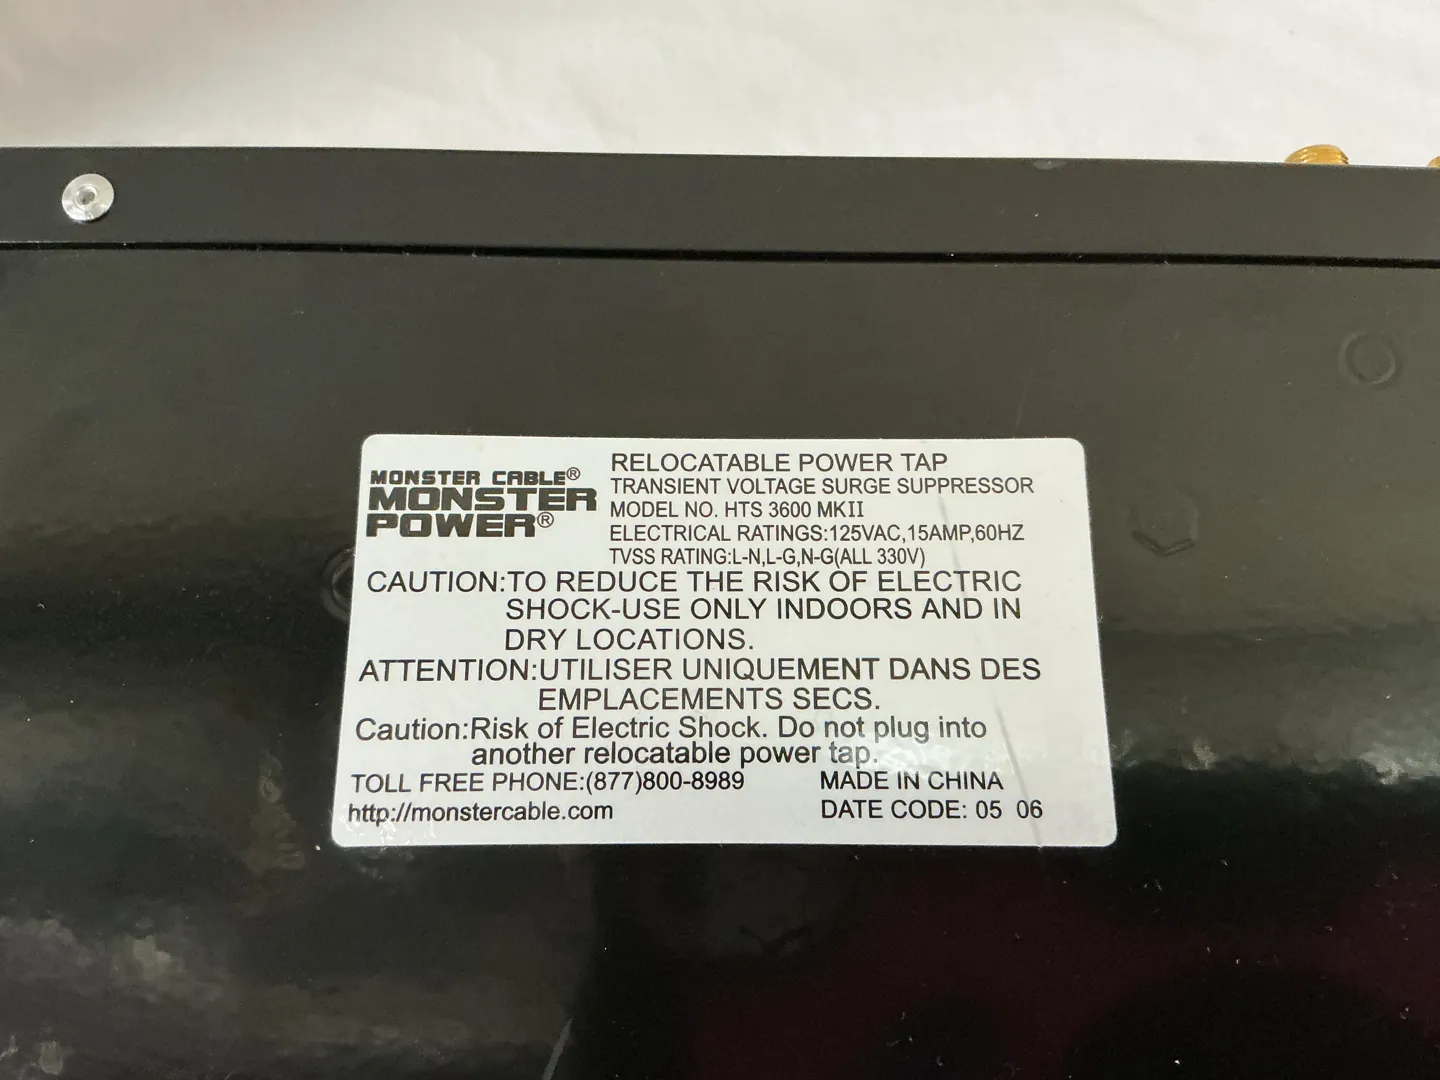 MONSTER CABLE®
MONSTER
POWER®
RELOCATABLE POWER TAP
TRANSIENT VOLTAGE SURGE SUPPRESSOR
MODEL NO. HTS 3600 MKII
ELECTRICAL RATINGS:125VAC,15AMP,60HZ
TVSS RATING:L-N,L-G,N-G(ALL 330V)
CAUTION:TO REDUCE THE RISK OF ELECTRIC
SHOCK-USE ONLY INDOORS AND IN
DRY LOCATIONS.
ATTENTION:UTILISER UNIQUEMENT DANS DES
EMPLACEMENTS SECS.
Caution:Risk of Electric Shock. Do not plug into
another relocatable power tap.
TOLL FREE PHONE:(877)800-8989 MADE IN CHINA
http://monstercable.com DATE CODE: 05 06